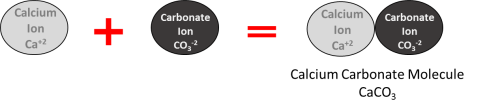 Calcium
Ion
Ca⁺²
+
Carbonate
Ion
CO₃⁻²
=
Calcium
Ion
Ca⁺²
Carbonate
Ion
CO₃⁻²
Calcium Carbonate Molecule
CaCO₃